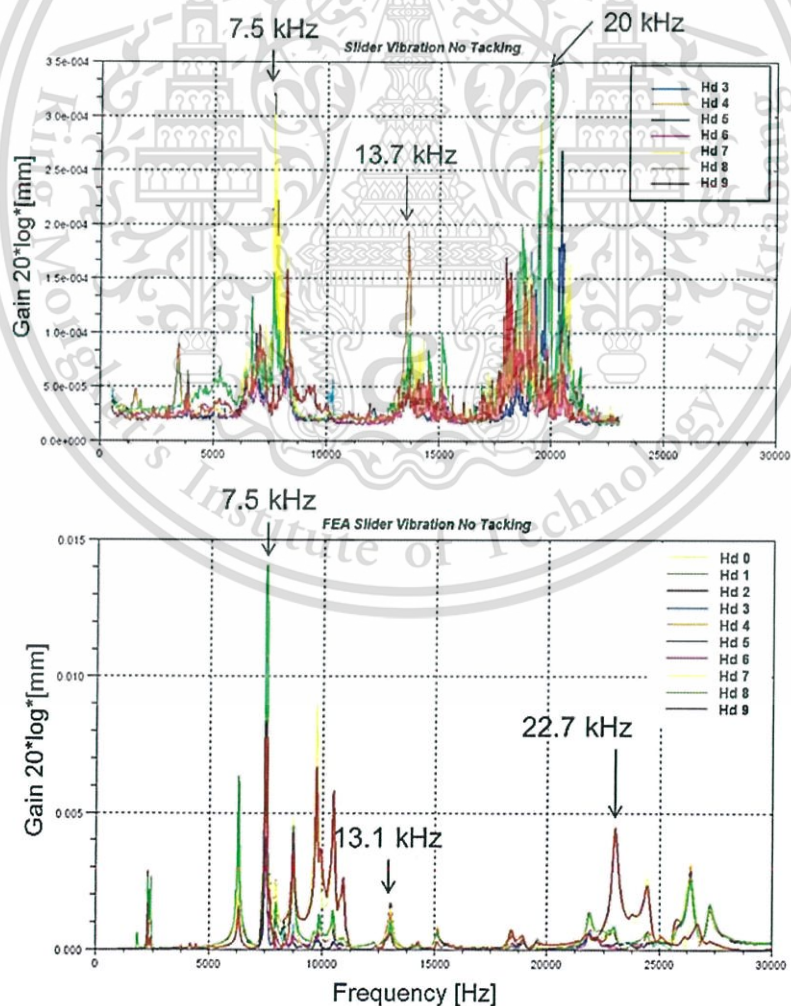 7.5 kHz
20 kHz
Slider Vibration No Tacking
3.5e-004
3.0e-004
2.5e-004
2.0e-004
1.5e-004
1.0e-004
5.0e-005
0.0e+000
Gain 20*log*[mm]
13.7 kHz
Hd 3
Hd 4
Hd 5
Hd 6
Hd 7
Hd 8
Hd 9
0 5000 10000 15000 20000 25000 30000
King Mongkut's Institute of Technology Ladkrabang
7.5 kHz
FEA Slider Vibration No Tacking
0.015
0.010
0.005
0.000
Gain 20*log*[mm]
Hd 0
Hd 1
Hd 2
Hd 3
Hd 4
Hd 5
Hd 6
Hd 7
Hd 8
Hd 9
22.7 kHz
13.1 kHz
0 5000 10000 15000 20000 25000 30000
Frequency [Hz]